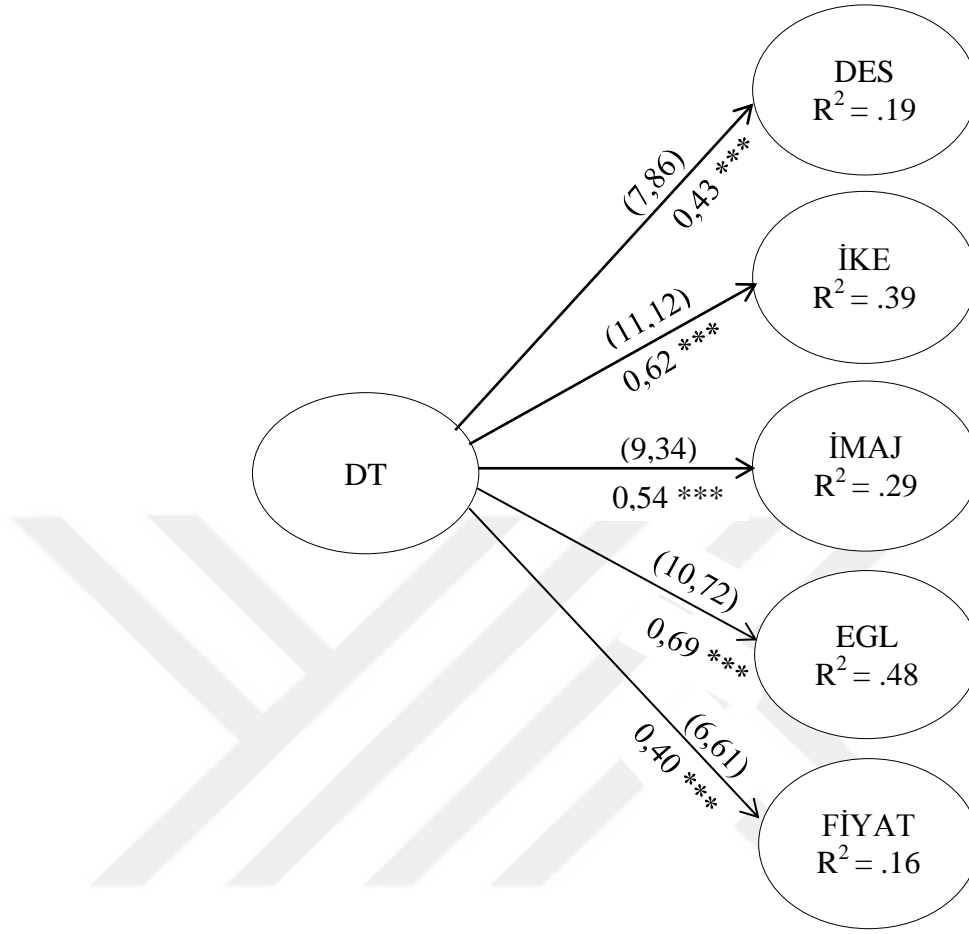 DES
R² = .19
(7,86)
0,43 ***
İKE
R² = .39
(11,12)
0,62 ***
DT
İMAJ
R² = .29
(9,34)
0,54 ***
EGL
R² = .48
(10,72)
0,69 ***
FİYAT
R² = .16
(6,61)
0,40 ***